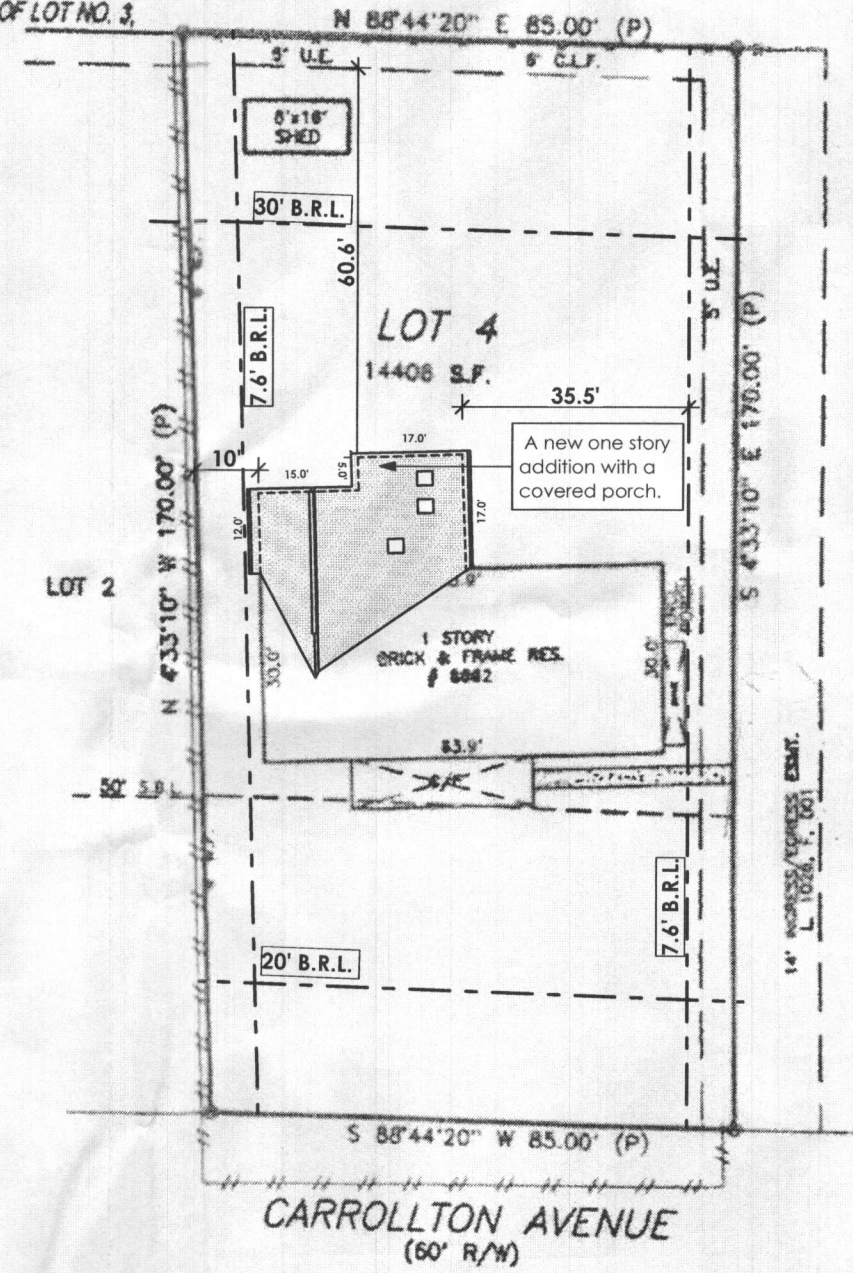 OF LOT NO. 3,
N 88°44'20" E 85.00' (P)
5' U.E.
6' C.L.F.
8'x16'
SHED
30' B.R.L.
60.6'
5' U.E.
7.6' B.R.L.
LOT 4
14408 S.F.
35.5'
S 4°33'10" E 170.00' (P)
N 4°33'10" W 170.00' (P)
10'
17.0'
15.0'
5.0'
A new one story
addition with a
covered porch.
12.0'
17.0'
LOT 2
1 STORY
BRICK & FRAME RES.
30.0'
30.0'
PORCH
50' S.B.L.
14' INGRESS/EGRESS ESMT.
L. 1026, F. 001
7.6' B.R.L.
20' B.R.L.
S 88°44'20" W 85.00' (P)
CARROLLTON AVENUE
(60' R/W)